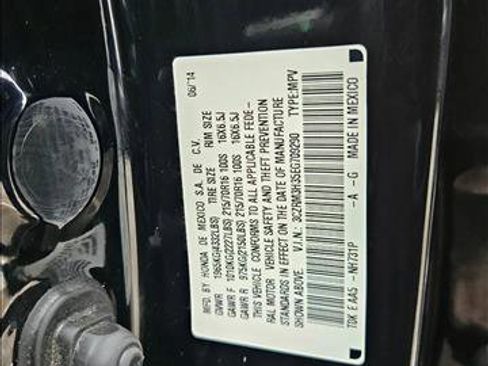 MFD. BY HONDA DE MEXICO S.A. DE C.V. 06/14
GVWR 1965KG(4332LBS) TIRE SIZE RIM SIZE
GAWR F 1010KG(2227LBS) 215/70R16 100S 16X6.5J
GAWR R 975KG(2150LBS) 215/70R16 100S 16X6.5J
THIS VEHICLE CONFORMS TO ALL APPLICABLE FEDE-
RAL MOTOR VEHICLE SAFETY AND THEFT PREVENTION
STANDARDS IN EFFECT ON THE DATE OF MANUFACTURE
SHOWN ABOVE. V.I.N.: 3CZRM3H35EG709290 TYPE:MPV
TDK E AAS -NH731P -A -G MADE IN MEXICO